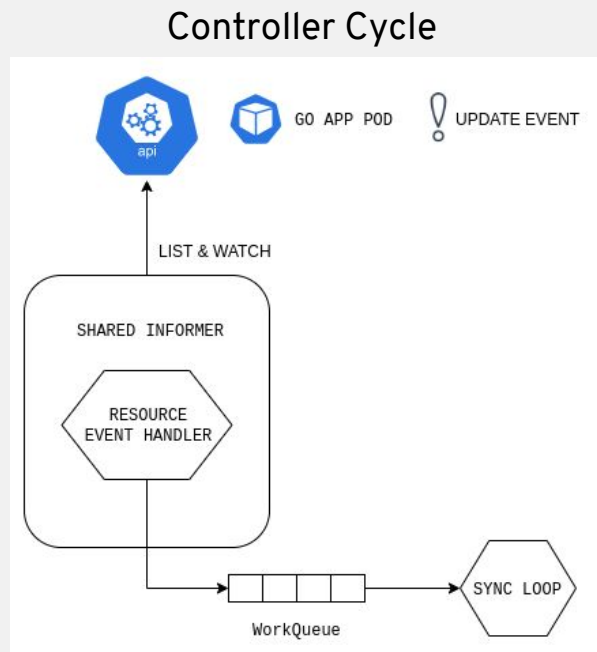 Controller Cycle
api
GO APP POD
UPDATE EVENT
LIST & WATCH
SHARED INFORMER
RESOURCE
EVENT HANDLER
SYNC LOOP
WorkQueue